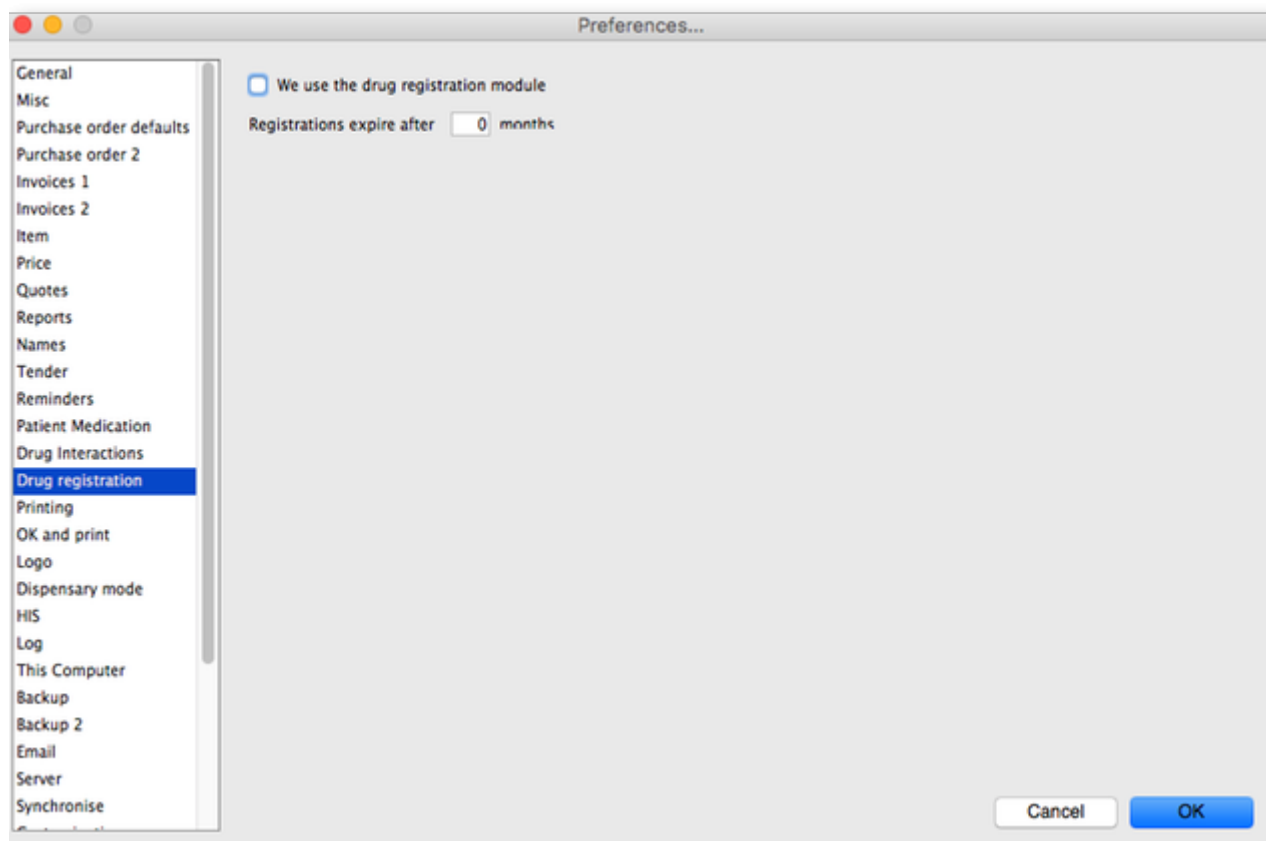 Preferences...
General
Misc
Purchase order defaults
Purchase order 2
Invoices 1
Invoices 2
Item
Price
Quotes
Reports
Names
Tender
Reminders
Patient Medication
Drug Interactions
Drug registration
Printing
OK and print
Logo
Dispensary mode
HIS
Log
This Computer
Backup
Backup 2
Email
Server
Synchronise
We use the drug registration module
Registrations expire after 0 months
Cancel OK